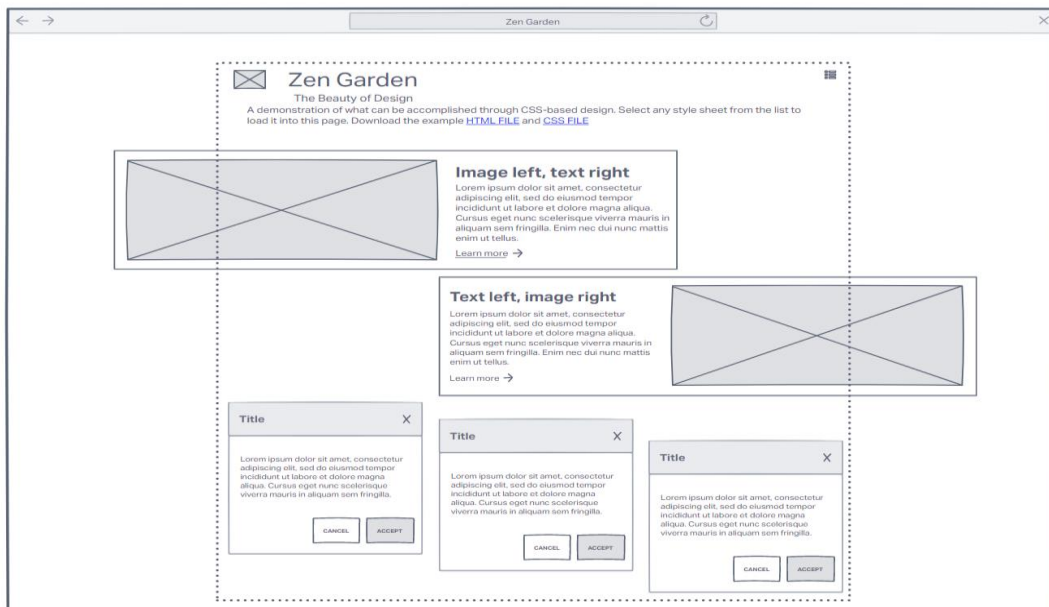 Zen Garden
Zen Garden
The Beauty of Design
A demonstration of what can be accomplished through CSS-based design. Select any style sheet from the list to
load it into this page. Download the example HTML FILE and CSS FILE
Image left, text right
Lorem ipsum dolor sit amet, consectetur
adipiscing elit, sed do eiusmod tempor
incididunt ut labore et dolore magna aliqua.
Cursus eget nunc scelerisque viverra mauris in
aliquam sem fringilla. Enim nec dui nunc mattis
enim ut tellus.
Learn more →
Text left, image right
Lorem ipsum dolor sit amet, consectetur
adipiscing elit, sed do eiusmod tempor
incididunt ut labore et dolore magna aliqua.
Cursus eget nunc scelerisque viverra mauris in
aliquam sem fringilla. Enim nec dui nunc mattis
enim ut tellus.
Learn more →
Title
Lorem ipsum dolor sit amet, consectetur
adipiscing elit, sed do eiusmod tempor
incididunt ut labore et dolore magna
aliqua. Cursus eget nunc scelerisque
viverra mauris in aliquam sem fringilla.
CANCEL ACCEPT
Title
Lorem ipsum dolor sit amet, consectetur
adipiscing elit, sed do eiusmod tempor
incididunt ut labore et dolore magna
aliqua. Cursus eget nunc scelerisque
viverra mauris in aliquam sem fringilla.
CANCEL ACCEPT
Title
Lorem ipsum dolor sit amet, consectetur
adipiscing elit, sed do eiusmod tempor
incididunt ut labore et dolore magna
aliqua. Cursus eget nunc scelerisque
viverra mauris in aliquam sem fringilla.
CANCEL ACCEPT